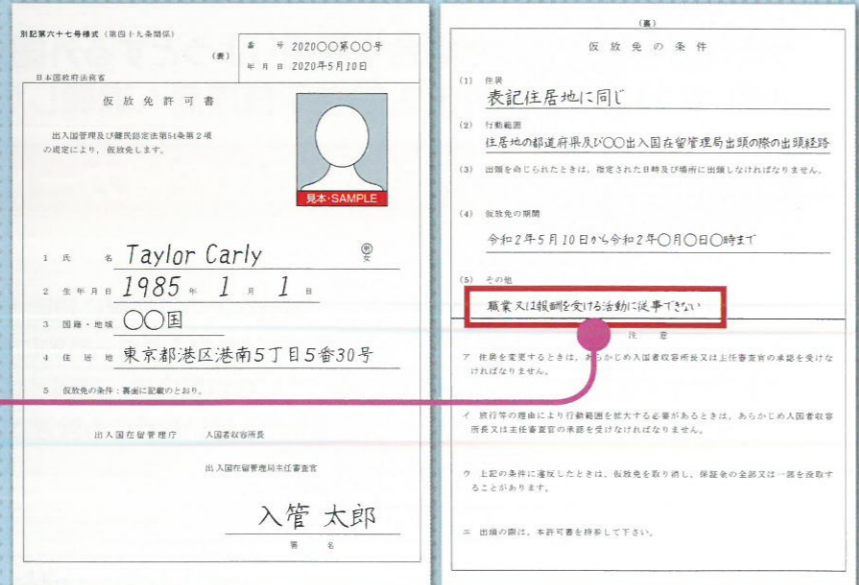 別記第六十七号様式（第四十九条関係）
（表）
番　号 2020〇〇第〇〇号
年月日 2020年5月10日
日本国政府法務省
仮放免許可書
出入国管理及び難民認定法第54条第2項
の規定により，仮放免します。
見本・SAMPLE
1 氏　名 Taylor Carly 男
女
2 生年月日 1985 年 1 月 1 日
3 国籍・地域 〇〇国
4 住居地 東京都港区港南5丁目5番30号
5 仮放免の条件：裏面に記載のとおり。
出入国在留管理庁　入国者収容所長
出入国在留管理局主任審査官
入管 太郎
署　名
（裏）
仮放免の条件
(1) 住居
表記住居地に同じ
(2) 行動範囲
住居地の都道府県及び〇〇出入国在留管理局出頭の際の出頭経路
(3) 出頭を命じられたときは，指定された日時及び場所に出頭しなければなりません。
(4) 仮放免の期間
令和2年5月10日から令和2年〇月〇日〇時まで
(5) その他
職業又は報酬を受ける活動に従事できない
注　意
ア 住居を変更するときは，あらかじめ入国者収容所長又は主任審査官の承認を受けな
ければなりません。
イ 旅行等の理由により行動範囲を拡大する必要があるときは，あらかじめ入国者収容
所長又は主任審査官の承認を受けなければなりません。
ウ 上記の条件に違反したときは，仮放免を取り消し，保証金の全部又は一部を没取す
ることがあります。
エ 出頭の際は，本許可書を持参して下さい。